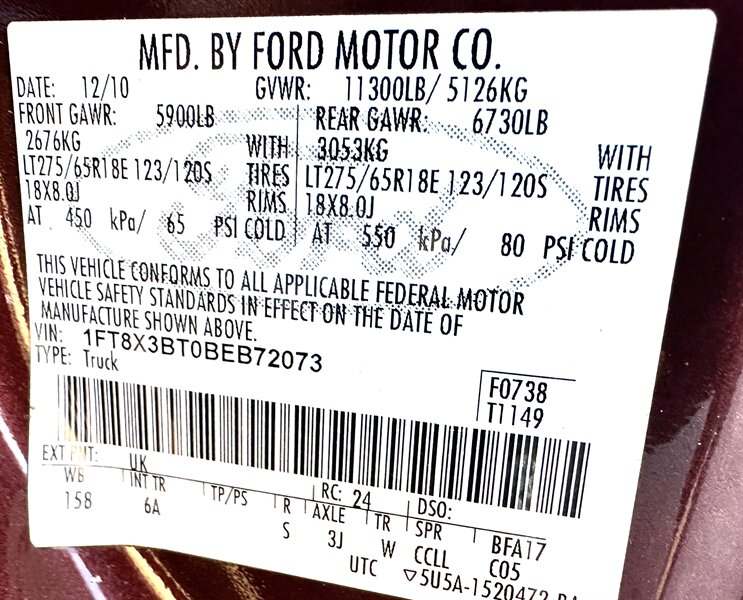 MFD. BY FORD MOTOR CO.
DATE: 12/10 GVWR: 11300LB/ 5126KG
FRONT GAWR: 5900LB REAR GAWR: 6730LB
2676KG WITH 3053KG WITH
LT275/65R18E 123/120S TIRES LT275/65R18E 123/120S TIRES
18X8.0J RIMS 18X8.0J RIMS
AT 450 kPa/ 65 PSI COLD AT 550 kPa/ 80 PSI COLD
THIS VEHICLE CONFORMS TO ALL APPLICABLE FEDERAL MOTOR
VEHICLE SAFETY STANDARDS IN EFFECT ON THE DATE OF
MANUFACTURE SHOWN ABOVE.
VIN: 1FT8X3BT0BEB72073
TYPE: Truck
F0738
T1149
EXT PNT: UK RC: 24 DSO:
WB INT TR TP/PS R AXLE TR SPR BFA17
158 6A S 3J W CCLL C05
UTC ▽5U5A-1520472